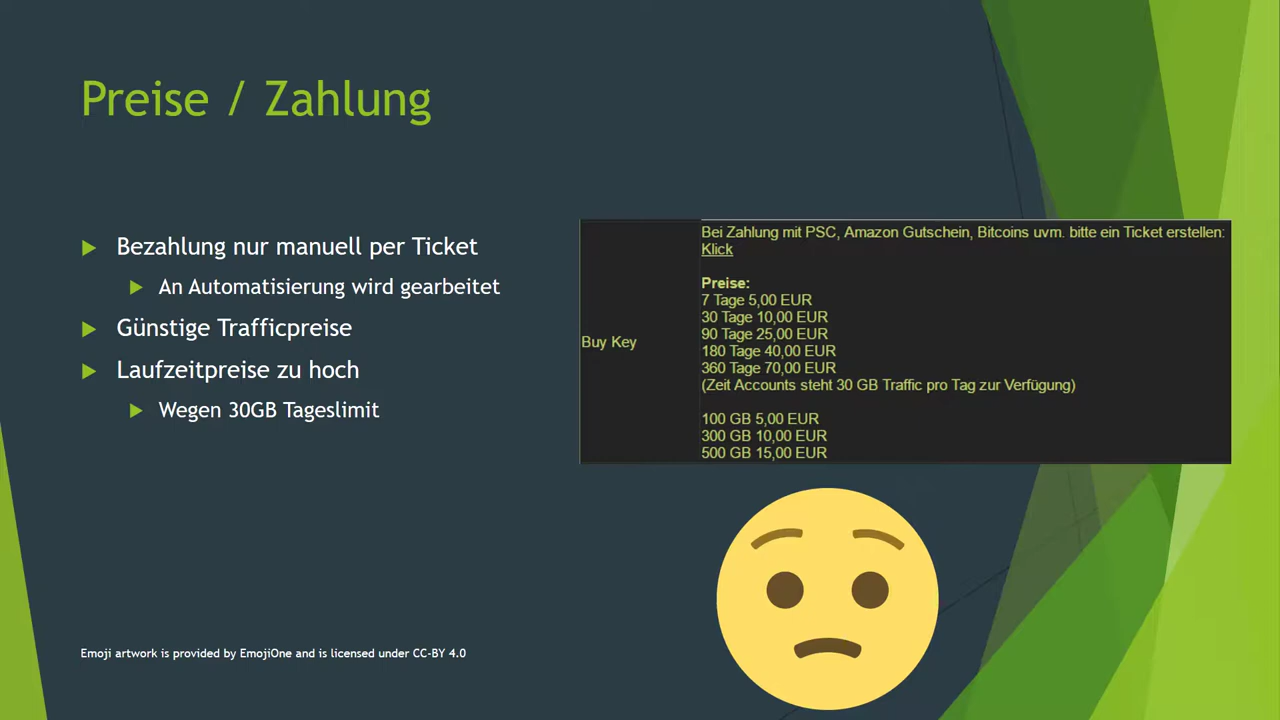 Preise / Zahlung
Bezahlung nur manuell per Ticket
An Automatisierung wird gearbeitet
Günstige Trafficpreise
Laufzeitpreise zu hoch
Wegen 30GB Tageslimit
Buy Key
Bei Zahlung mit PSC, Amazon Gutschein, Bitcoins uvm. bitte ein Ticket erstellen:
Klick
Preise:
7 Tage 5,00 EUR
30 Tage 10,00 EUR
90 Tage 25,00 EUR
180 Tage 40,00 EUR
360 Tage 70,00 EUR
(Zeit Accounts steht 30 GB Traffic pro Tag zur Verfügung)
100 GB 5,00 EUR
300 GB 10,00 EUR
500 GB 15,00 EUR
Emoji artwork is provided by EmojiOne and is licensed under CC-BY 4.0